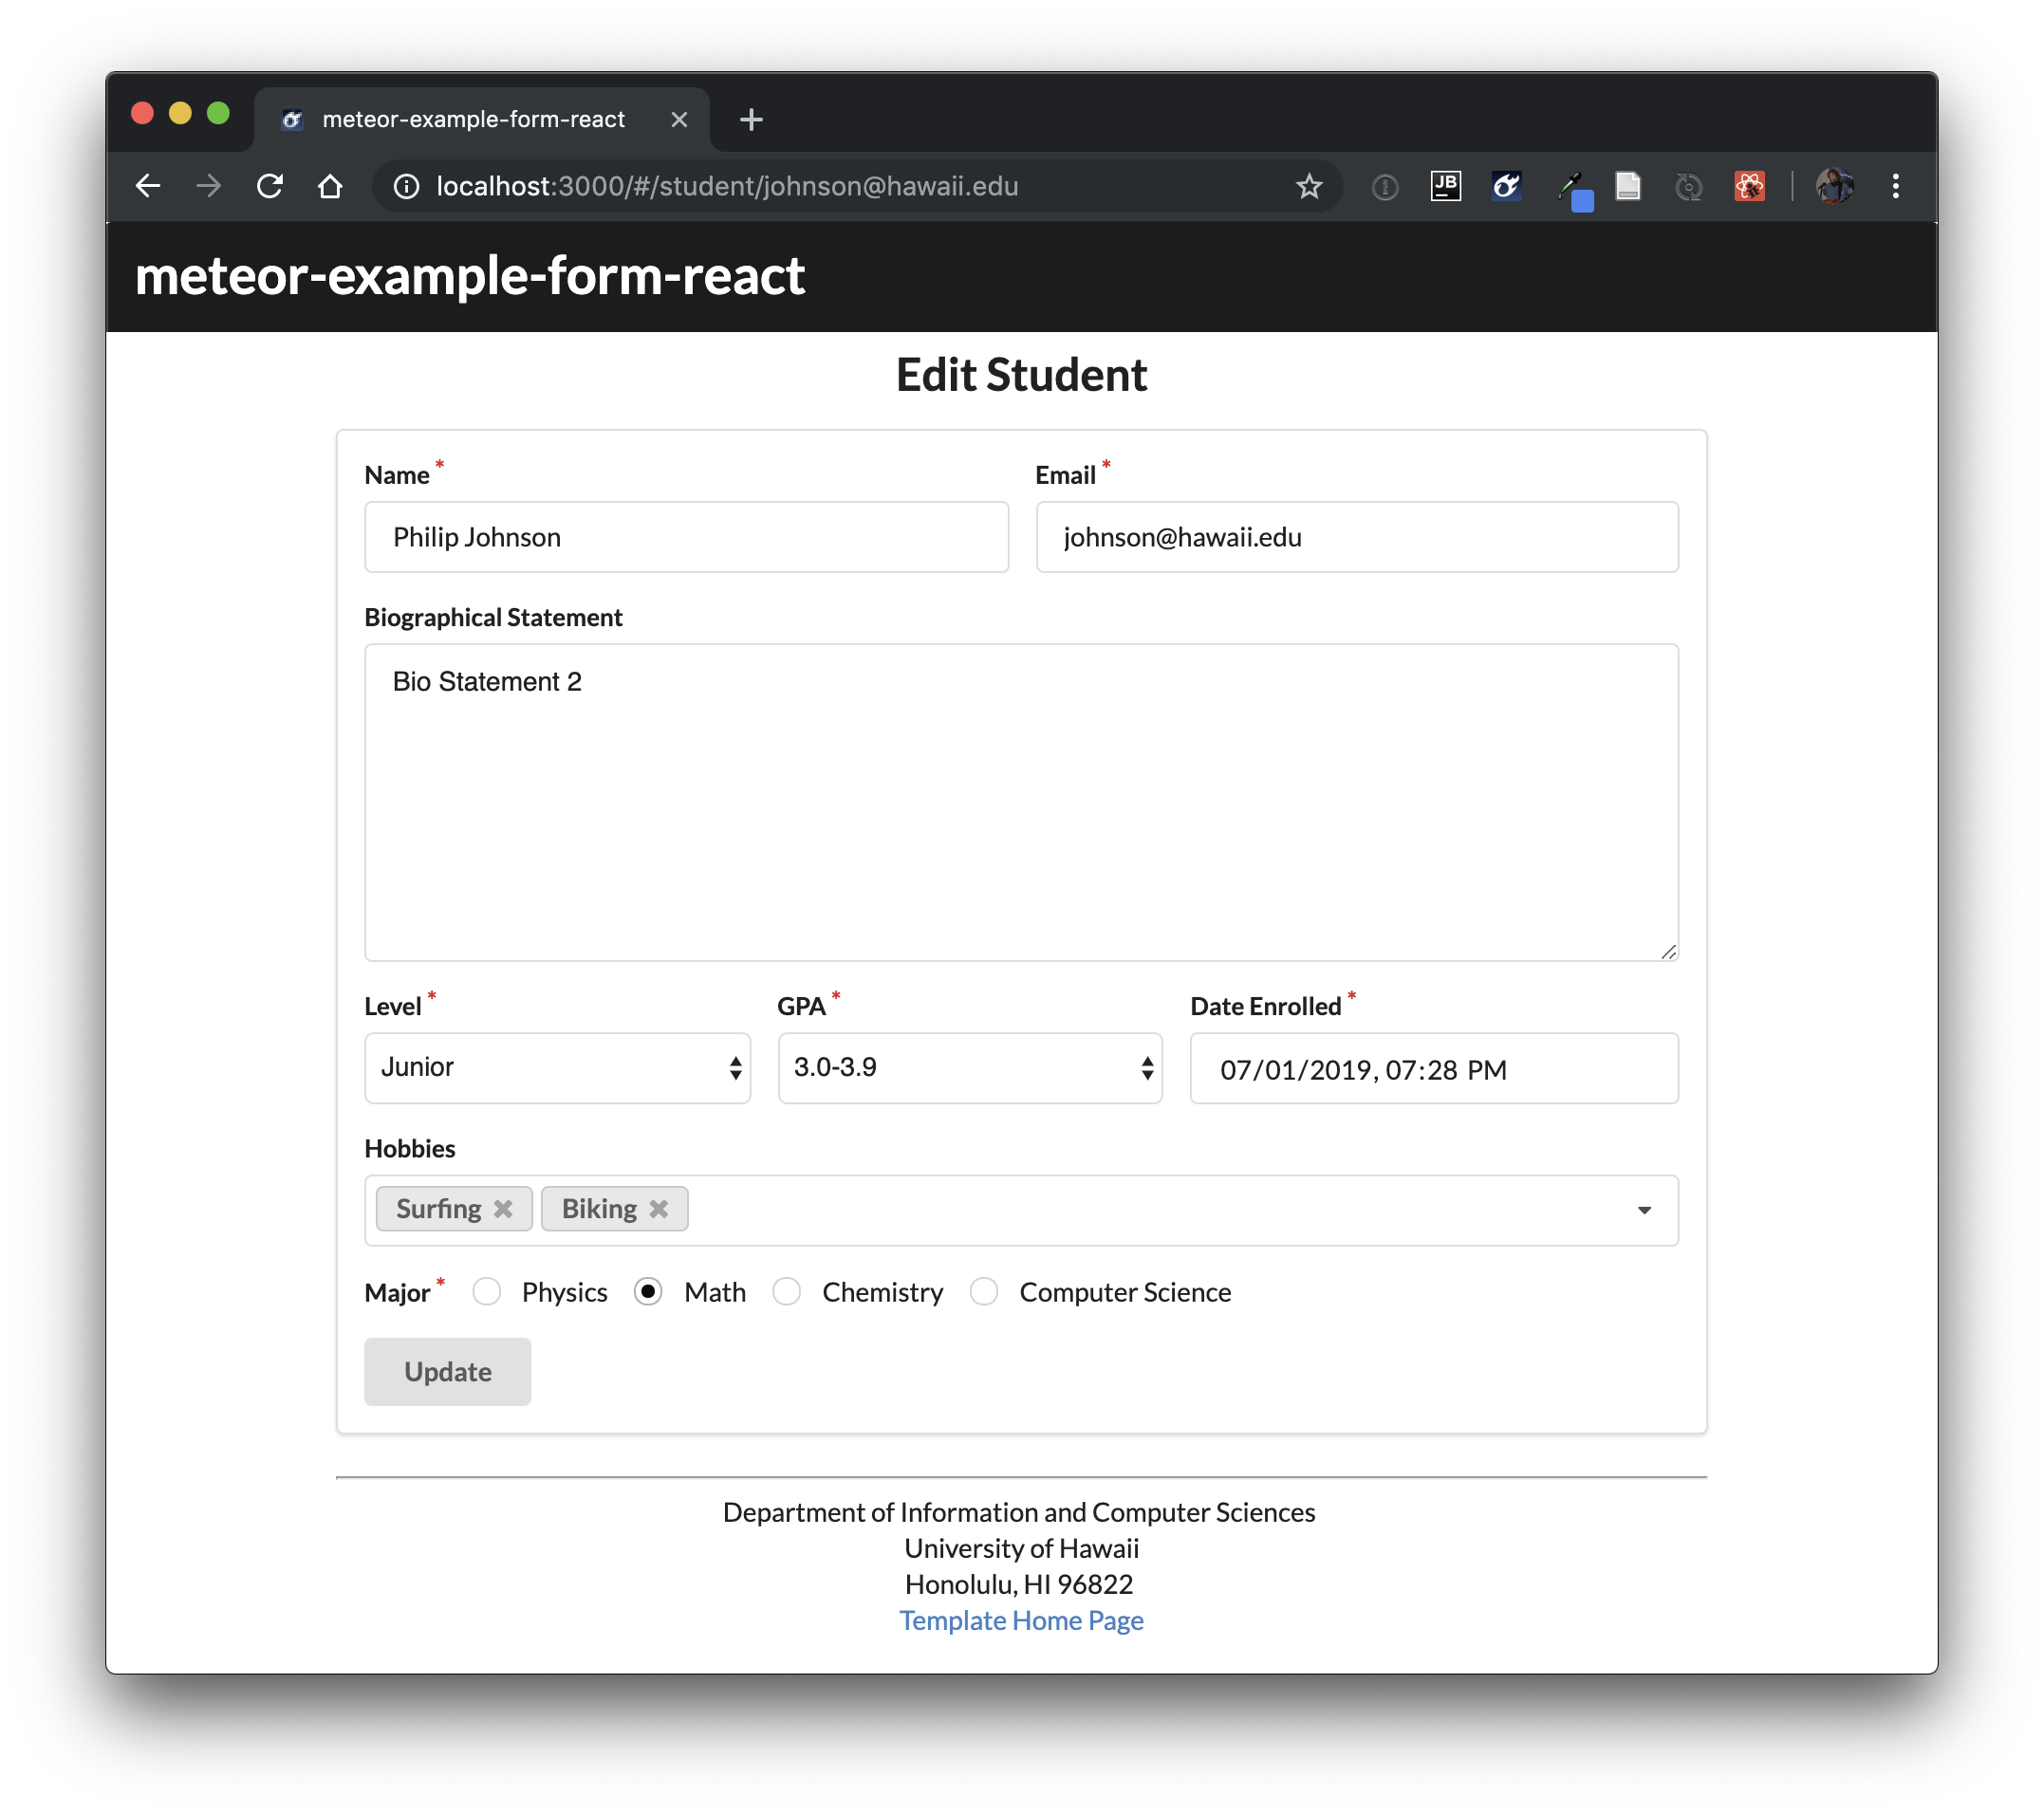 meteor-example-form-react
localhost:3000/#/student/johnson@hawaii.edu
JB
meteor-example-form-react
Edit Student
Name *
Email *
Philip Johnson
johnson@hawaii.edu
Biographical Statement
Bio Statement 2
Level *
GPA *
Date Enrolled *
Junior
3.0-3.9
07/01/2019, 07:28 PM
Hobbies
Surfing
Biking
Major * Physics Math Chemistry Computer Science
Update
Department of Information and Computer Sciences
University of Hawaii
Honolulu, HI 96822
Template Home Page